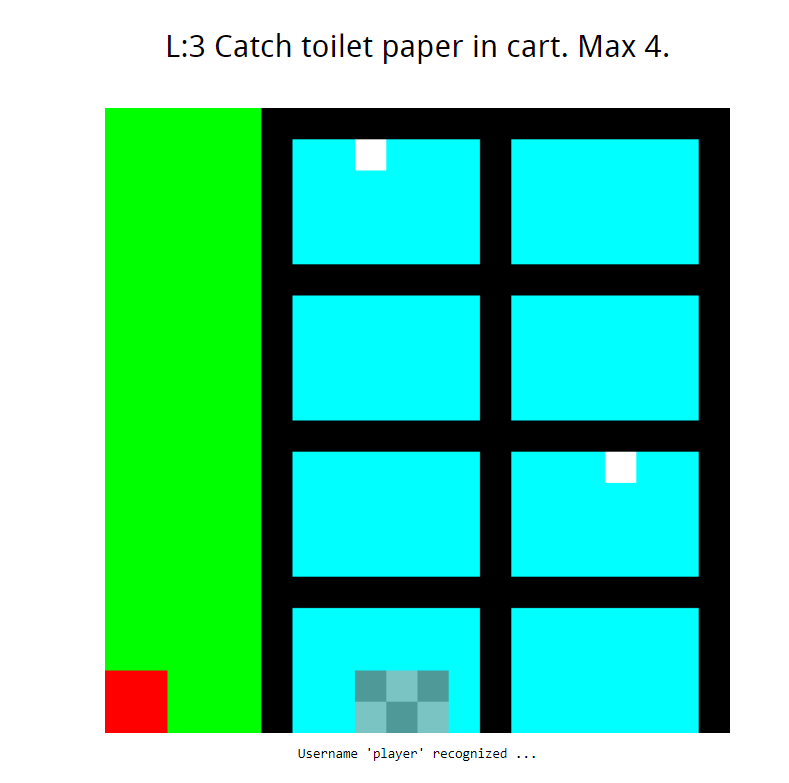 L:3 Catch toilet paper in cart. Max 4.
Username 'player' recognized ...